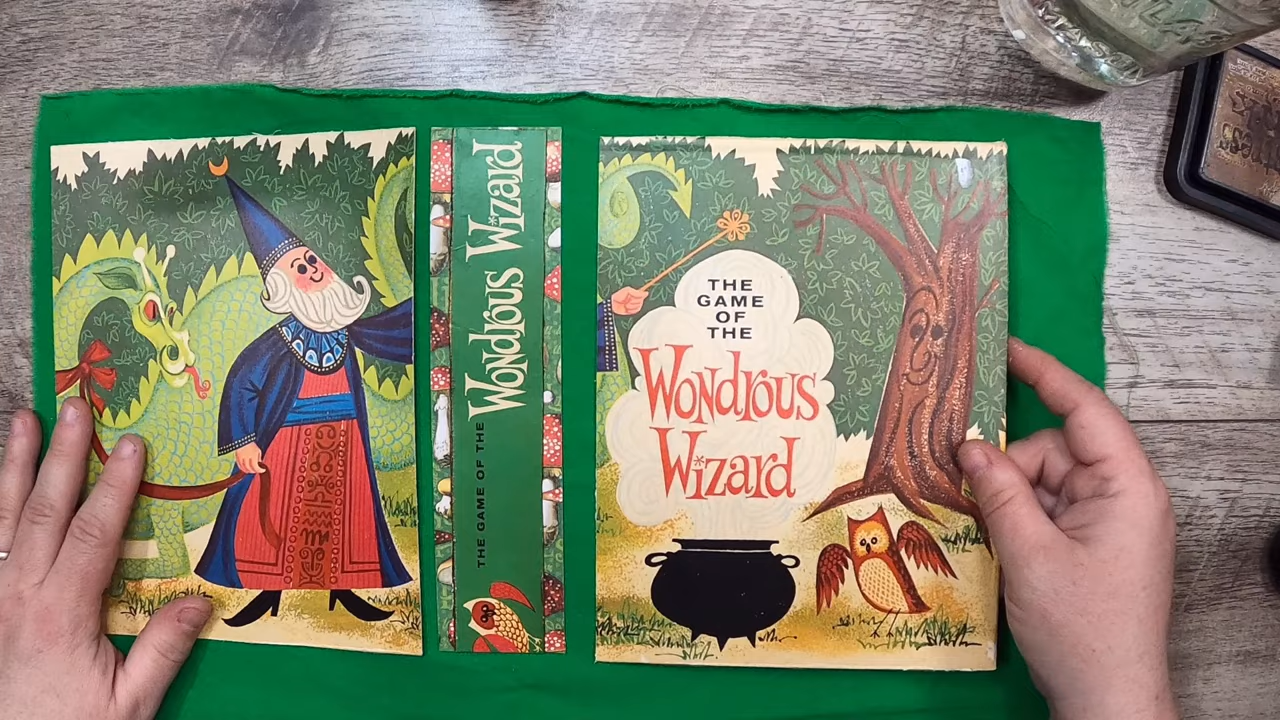 THE GAME OF THE Wondrous Wizard
THE
GAME
OF
THE
Wondrous
Wizard